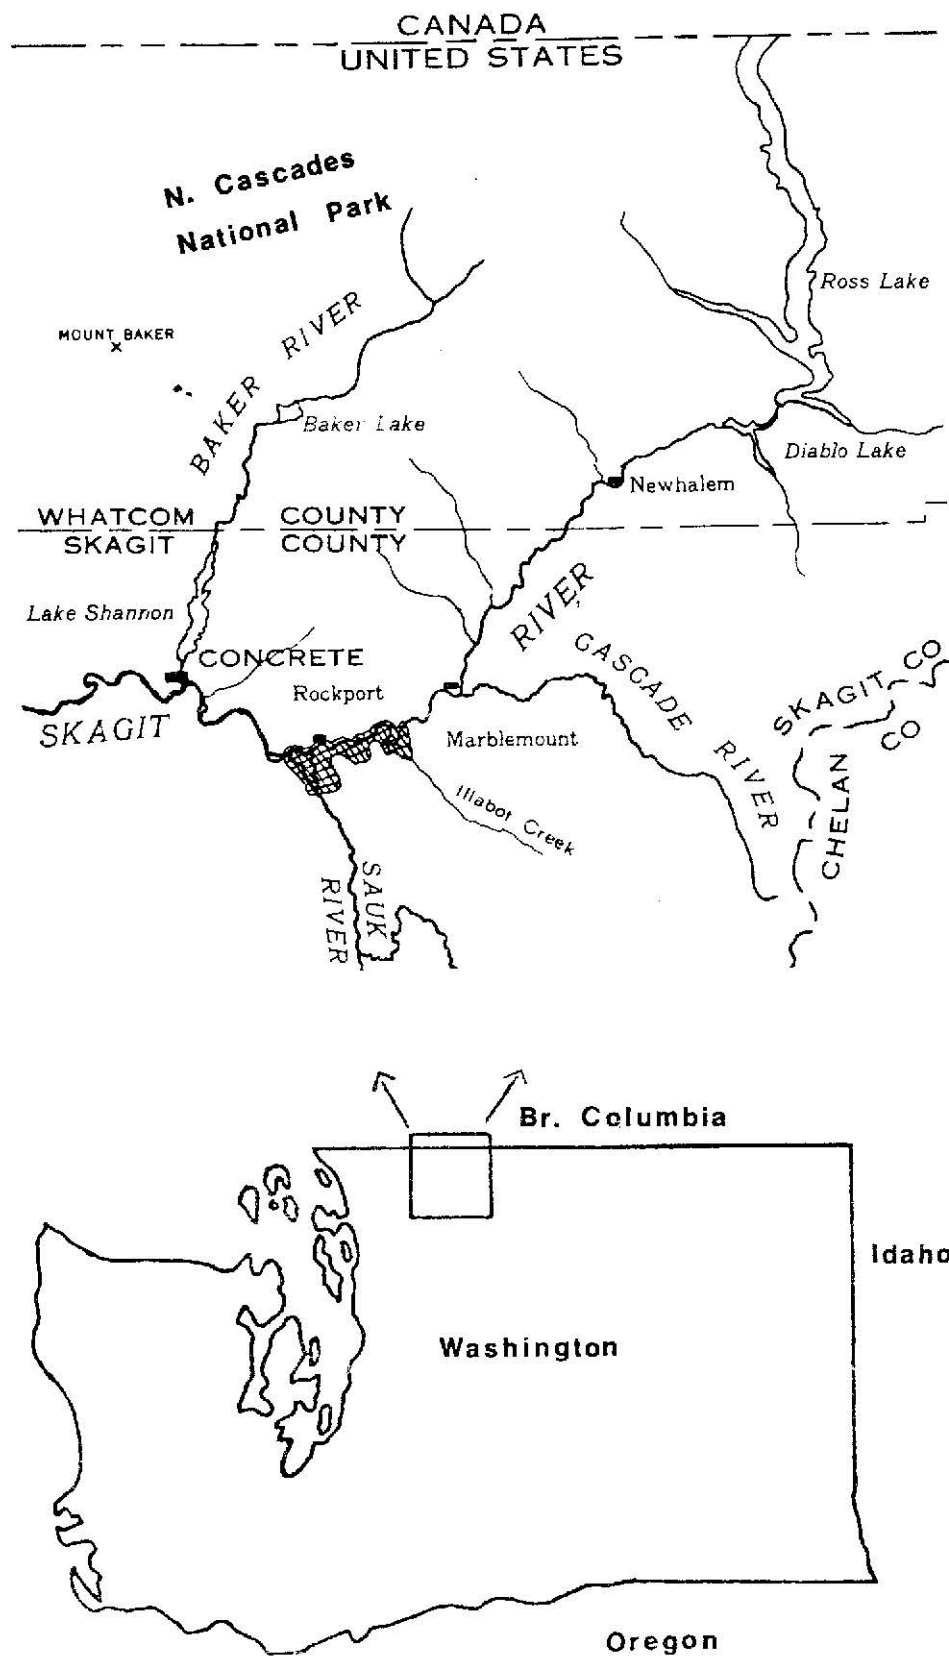 CANADA
UNITED STATES
N. Cascades
National Park
Ross Lake
MOUNT BAKER
BAKER RIVER
Baker Lake
Diablo Lake
Newhalem
WHATCOM COUNTY
SKAGIT COUNTY
Lake Shannon
RIVER
CASCADE RIVER
CONCRETE
Rockport
SKAGIT CO
CHELAN CO
SKAGIT
Marblemount
Illabot Creek
SAUK
RIVER
Br. Columbia
Idaho
Washington
Oregon